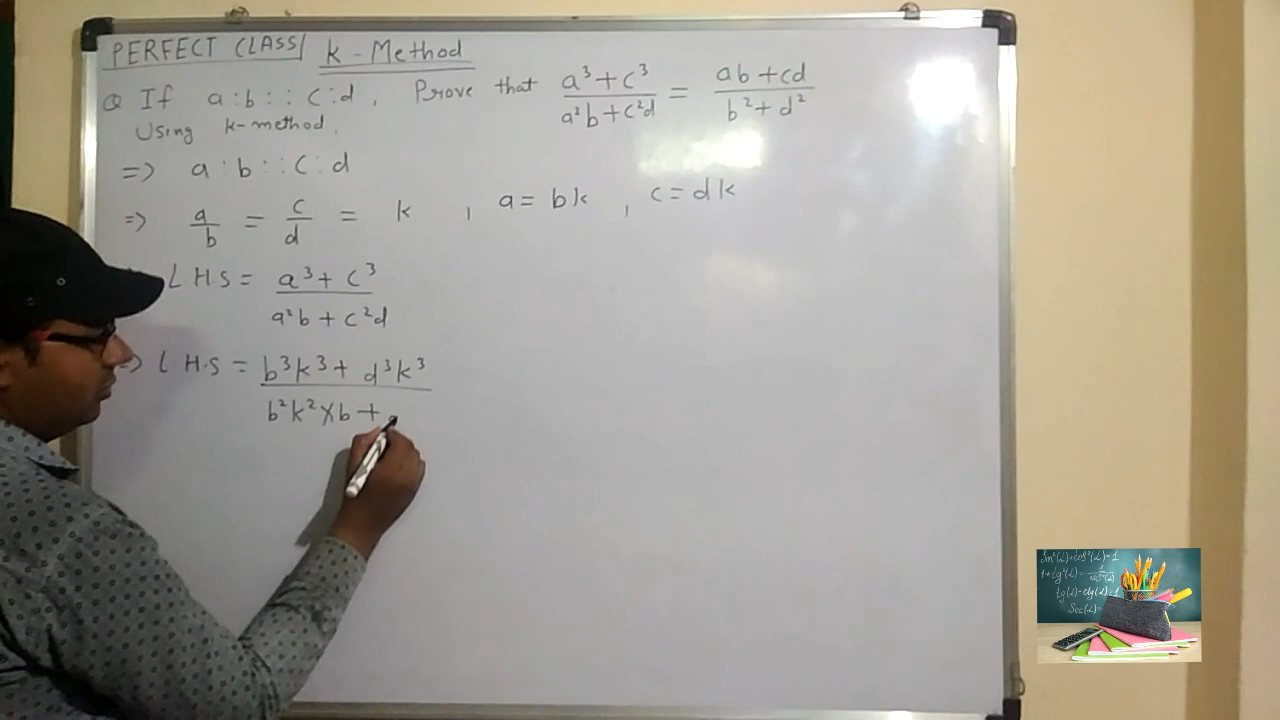 PERFECT CLASS/ k-Method
Q If a:b::c:d, Prove that a³+c³/a²b+c²d = ab+cd/b²+d²
Using k-method.
=> a:b::c:d
=> a/b = c/d = k , a=bk , c=dk
LHS = a³+c³/a²b+c²d
=> L.H.S = b³k³+d³k³/b²k²×b+